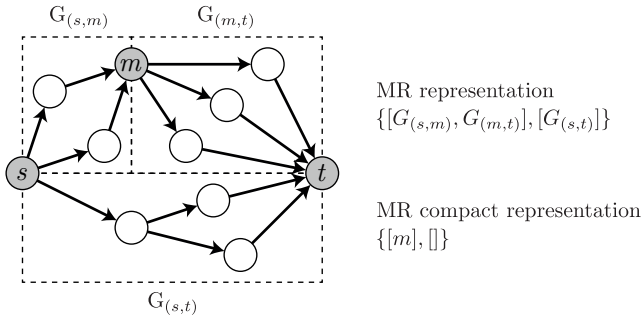 G(s,m)
G(m,t)
m
s
t
G(s,t)
MR representation
{[G(s,m), G(m,t)], [G(s,t)]}
MR compact representation
{[m], []}